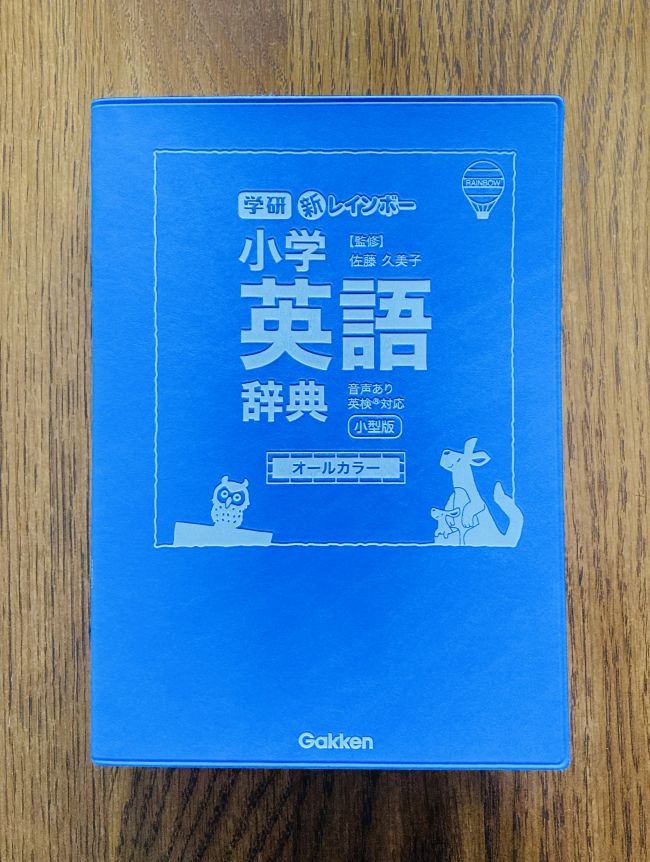 RAINBOW
学研 新 レインボー
小学
【監修】
佐藤 久美子
英語
辞典
音声あり
英検®対応
小型版
オールカラー
Gakken